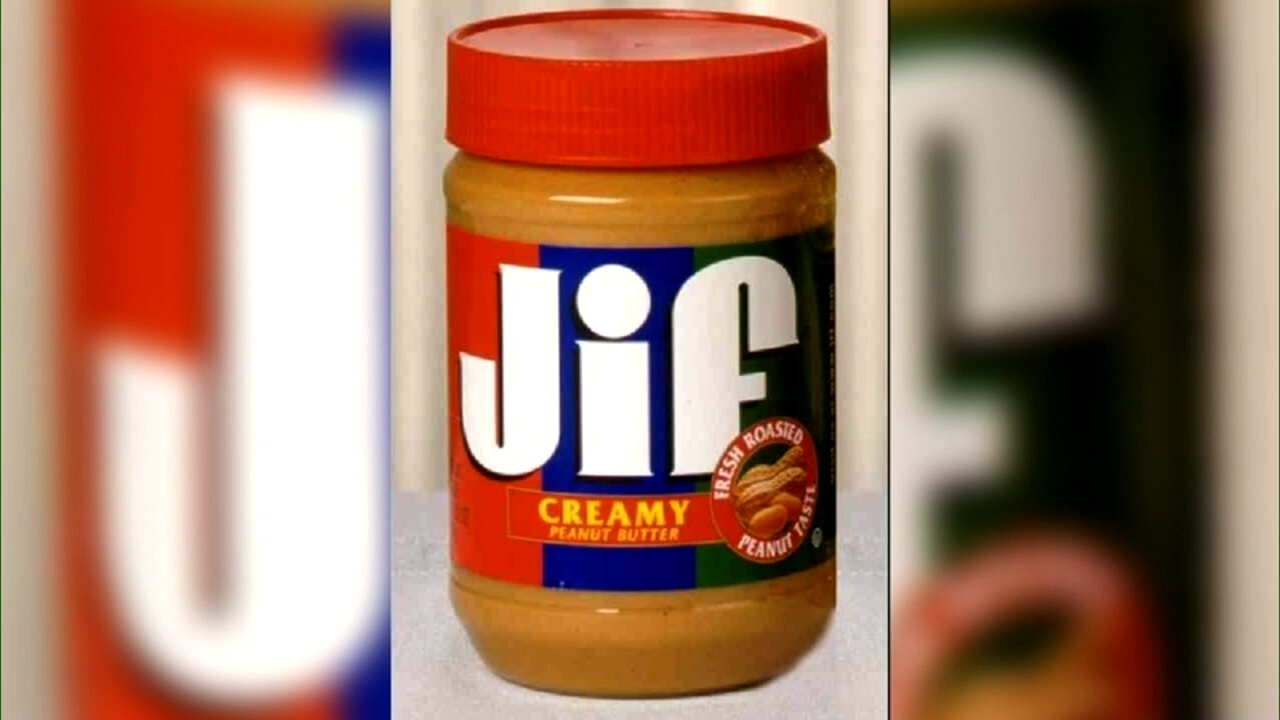 Jif
CREAMY
PEANUT BUTTER
FRESH ROASTED
PEANUT TASTE